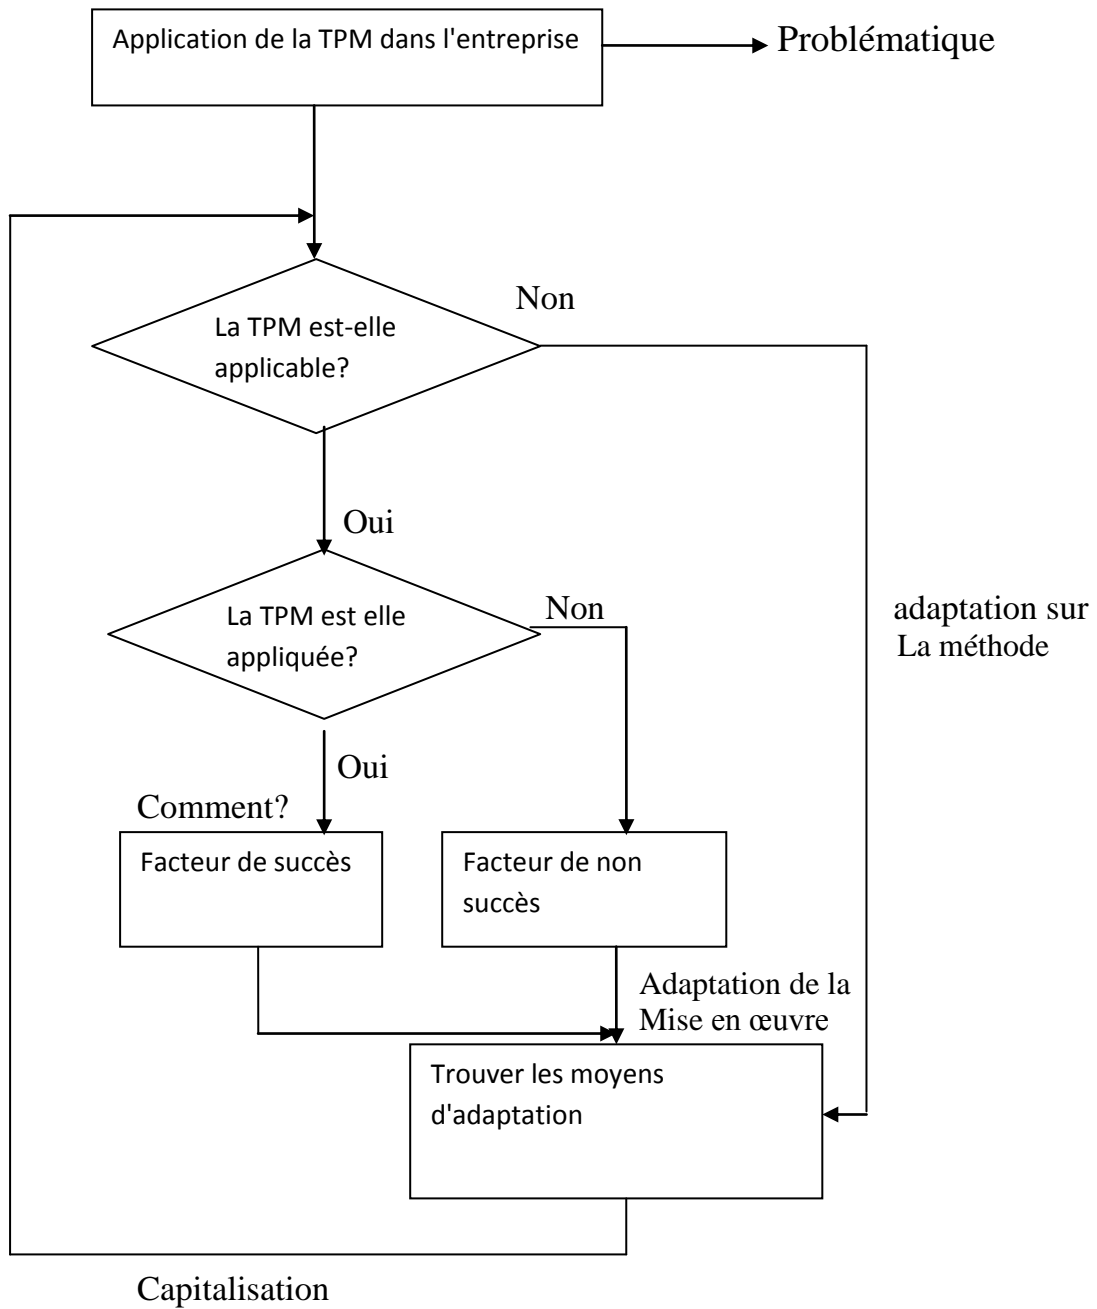 Application de la TPM dans l'entreprise
Problématique
Non
La TPM est-elle
applicable?
Oui
La TPM est elle
appliquée?
Non
adaptation sur
La méthode
Oui
Comment?
Facteur de succès
Facteur de non
succès
Adaptation de la
Mise en œuvre
Trouver les moyens
d'adaptation
Capitalisation